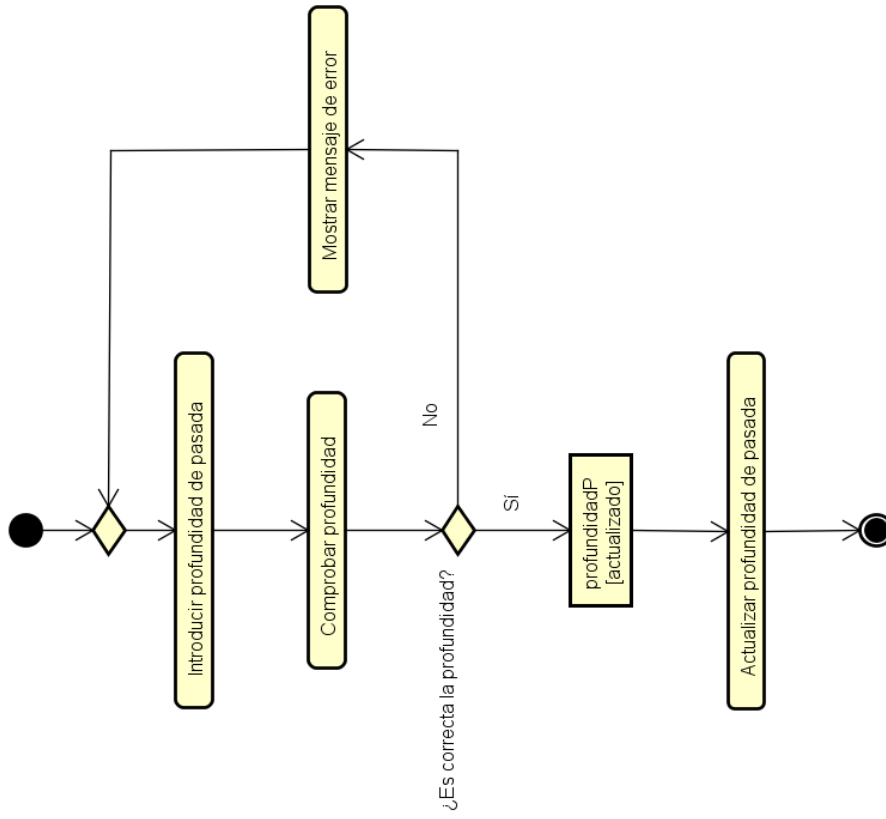 Introducir profundidad de pasada
Comprobar profundidad
Mostrar mensaje de error
¿Es correcta la profundidad?
No
Sí
profundidadP
[actualizado]
Actualizar profundidad de pasada